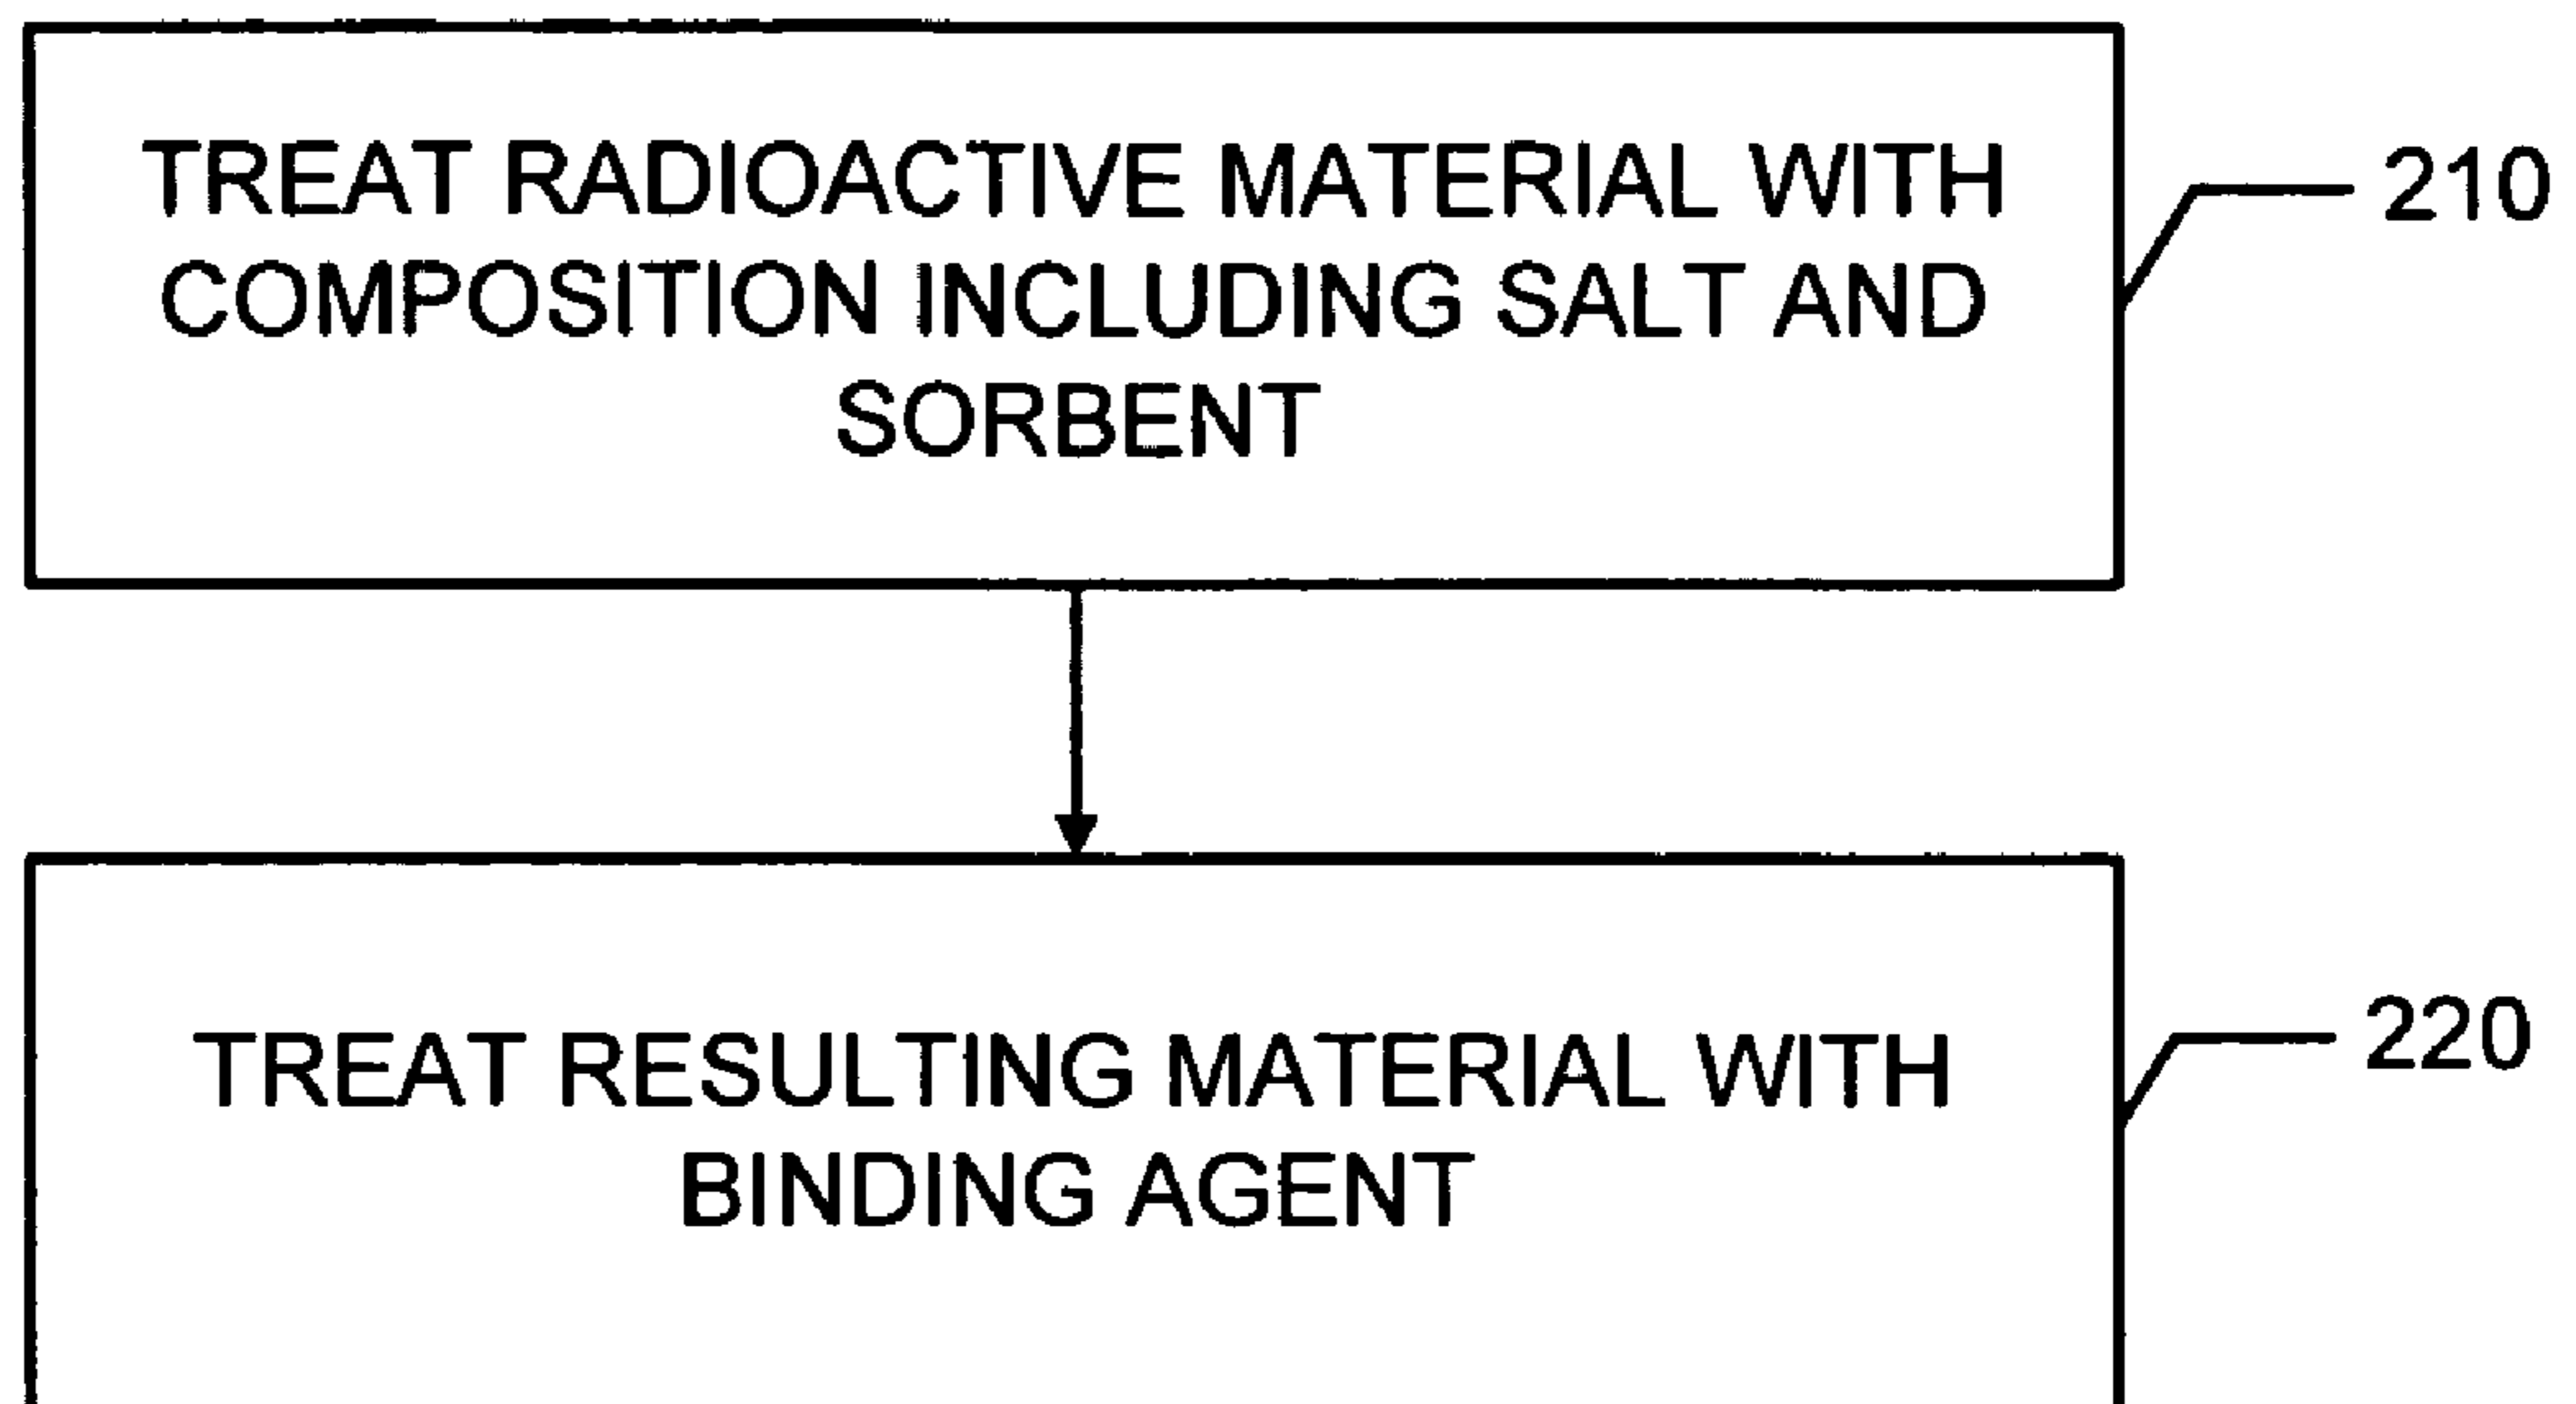 TREAT RADIOACTIVE MATERIAL WITH
COMPOSITION INCLUDING SALT AND
SORBENT
210
TREAT RESULTING MATERIAL WITH
BINDING AGENT
220